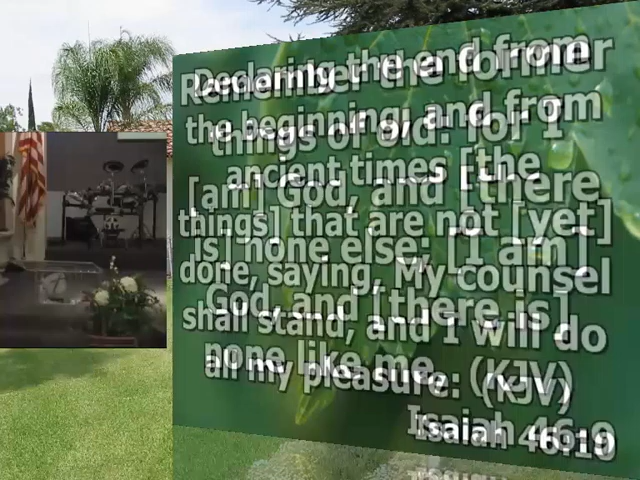 Remember the former
things of old: for I
[am] God, and [there
is] none else; [I am]
God, and [there is]
none like me,
Isaiah 46:9
Declaring the end from
the beginning, and from
ancient times [the
things] that are not [yet]
done, saying, My counsel
shall stand, and I will do
all my pleasure: (KJV)
Isaiah 46:10